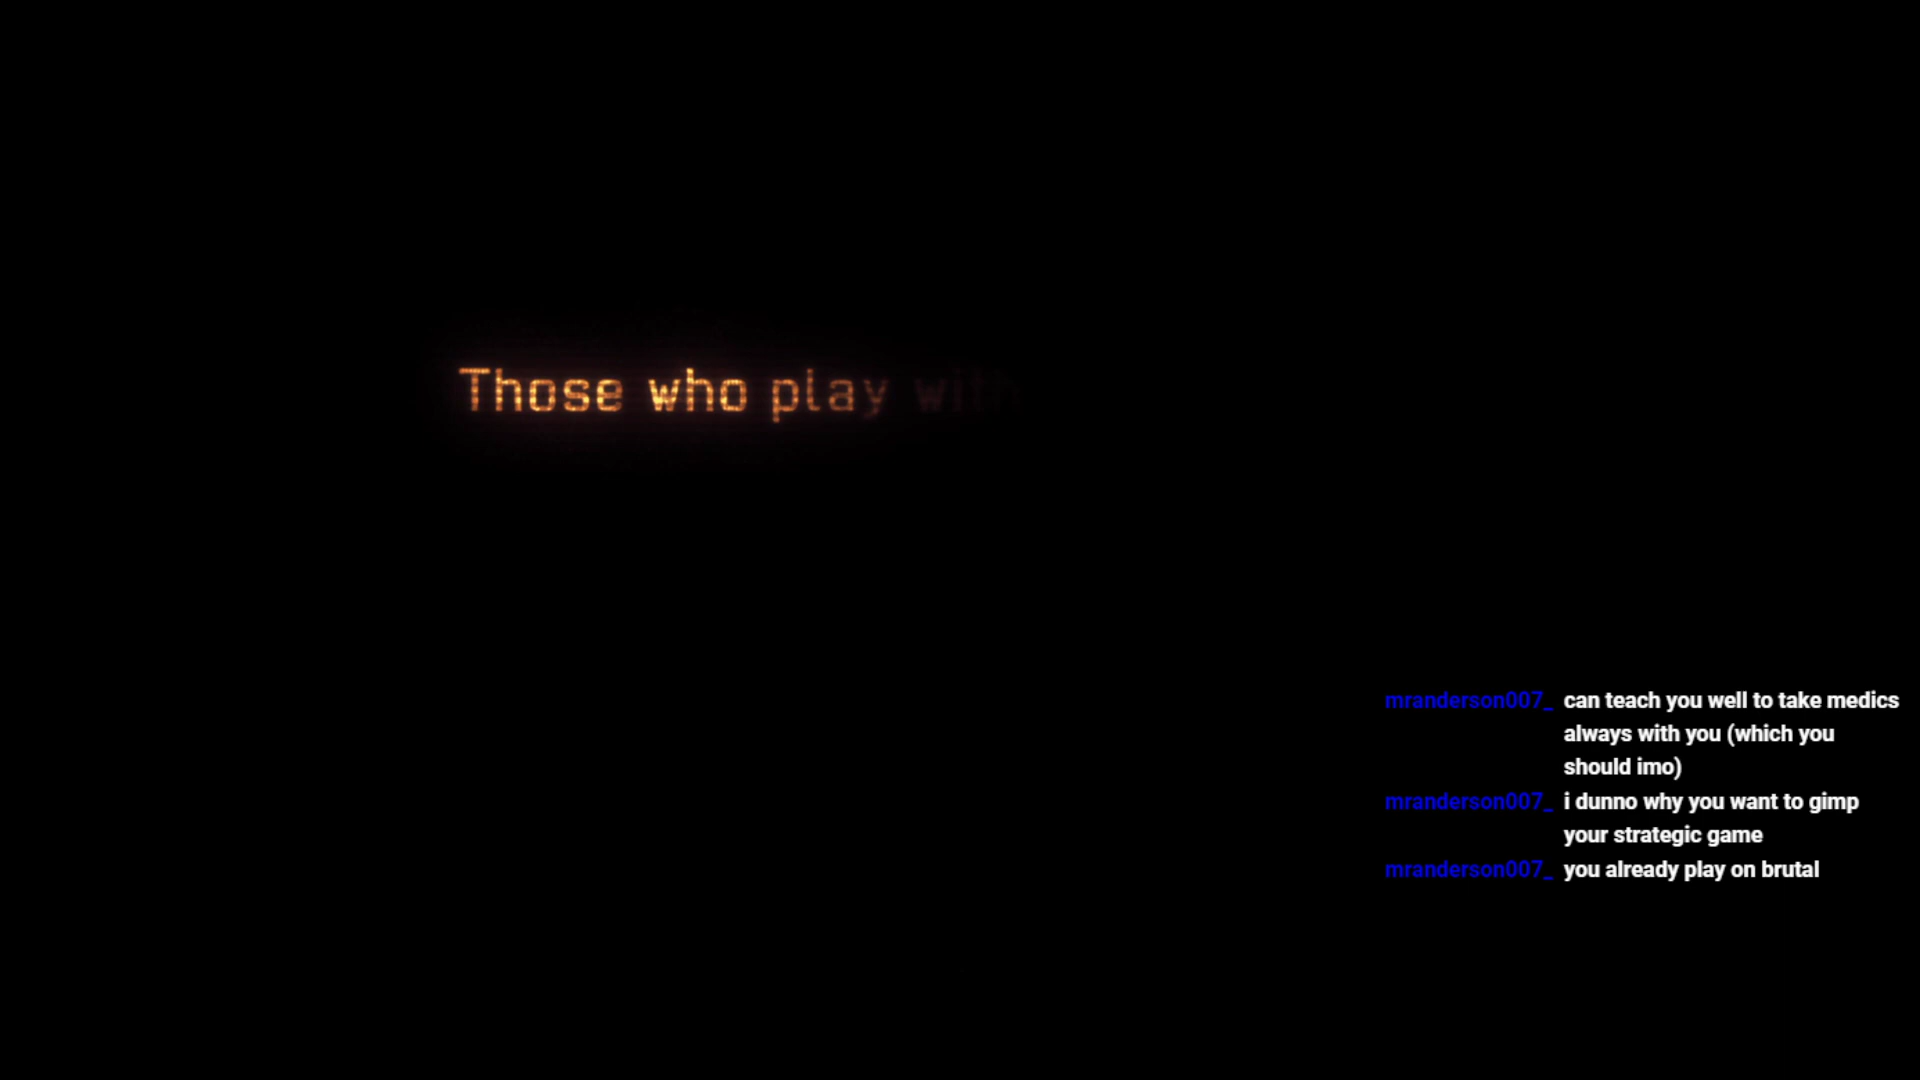 Those who play with
mranderson007_ can teach you well to take medics
always with you (which you
should imo)
mranderson007_ i dunno why you want to gimp
your strategic game
mranderson007_ you already play on brutal